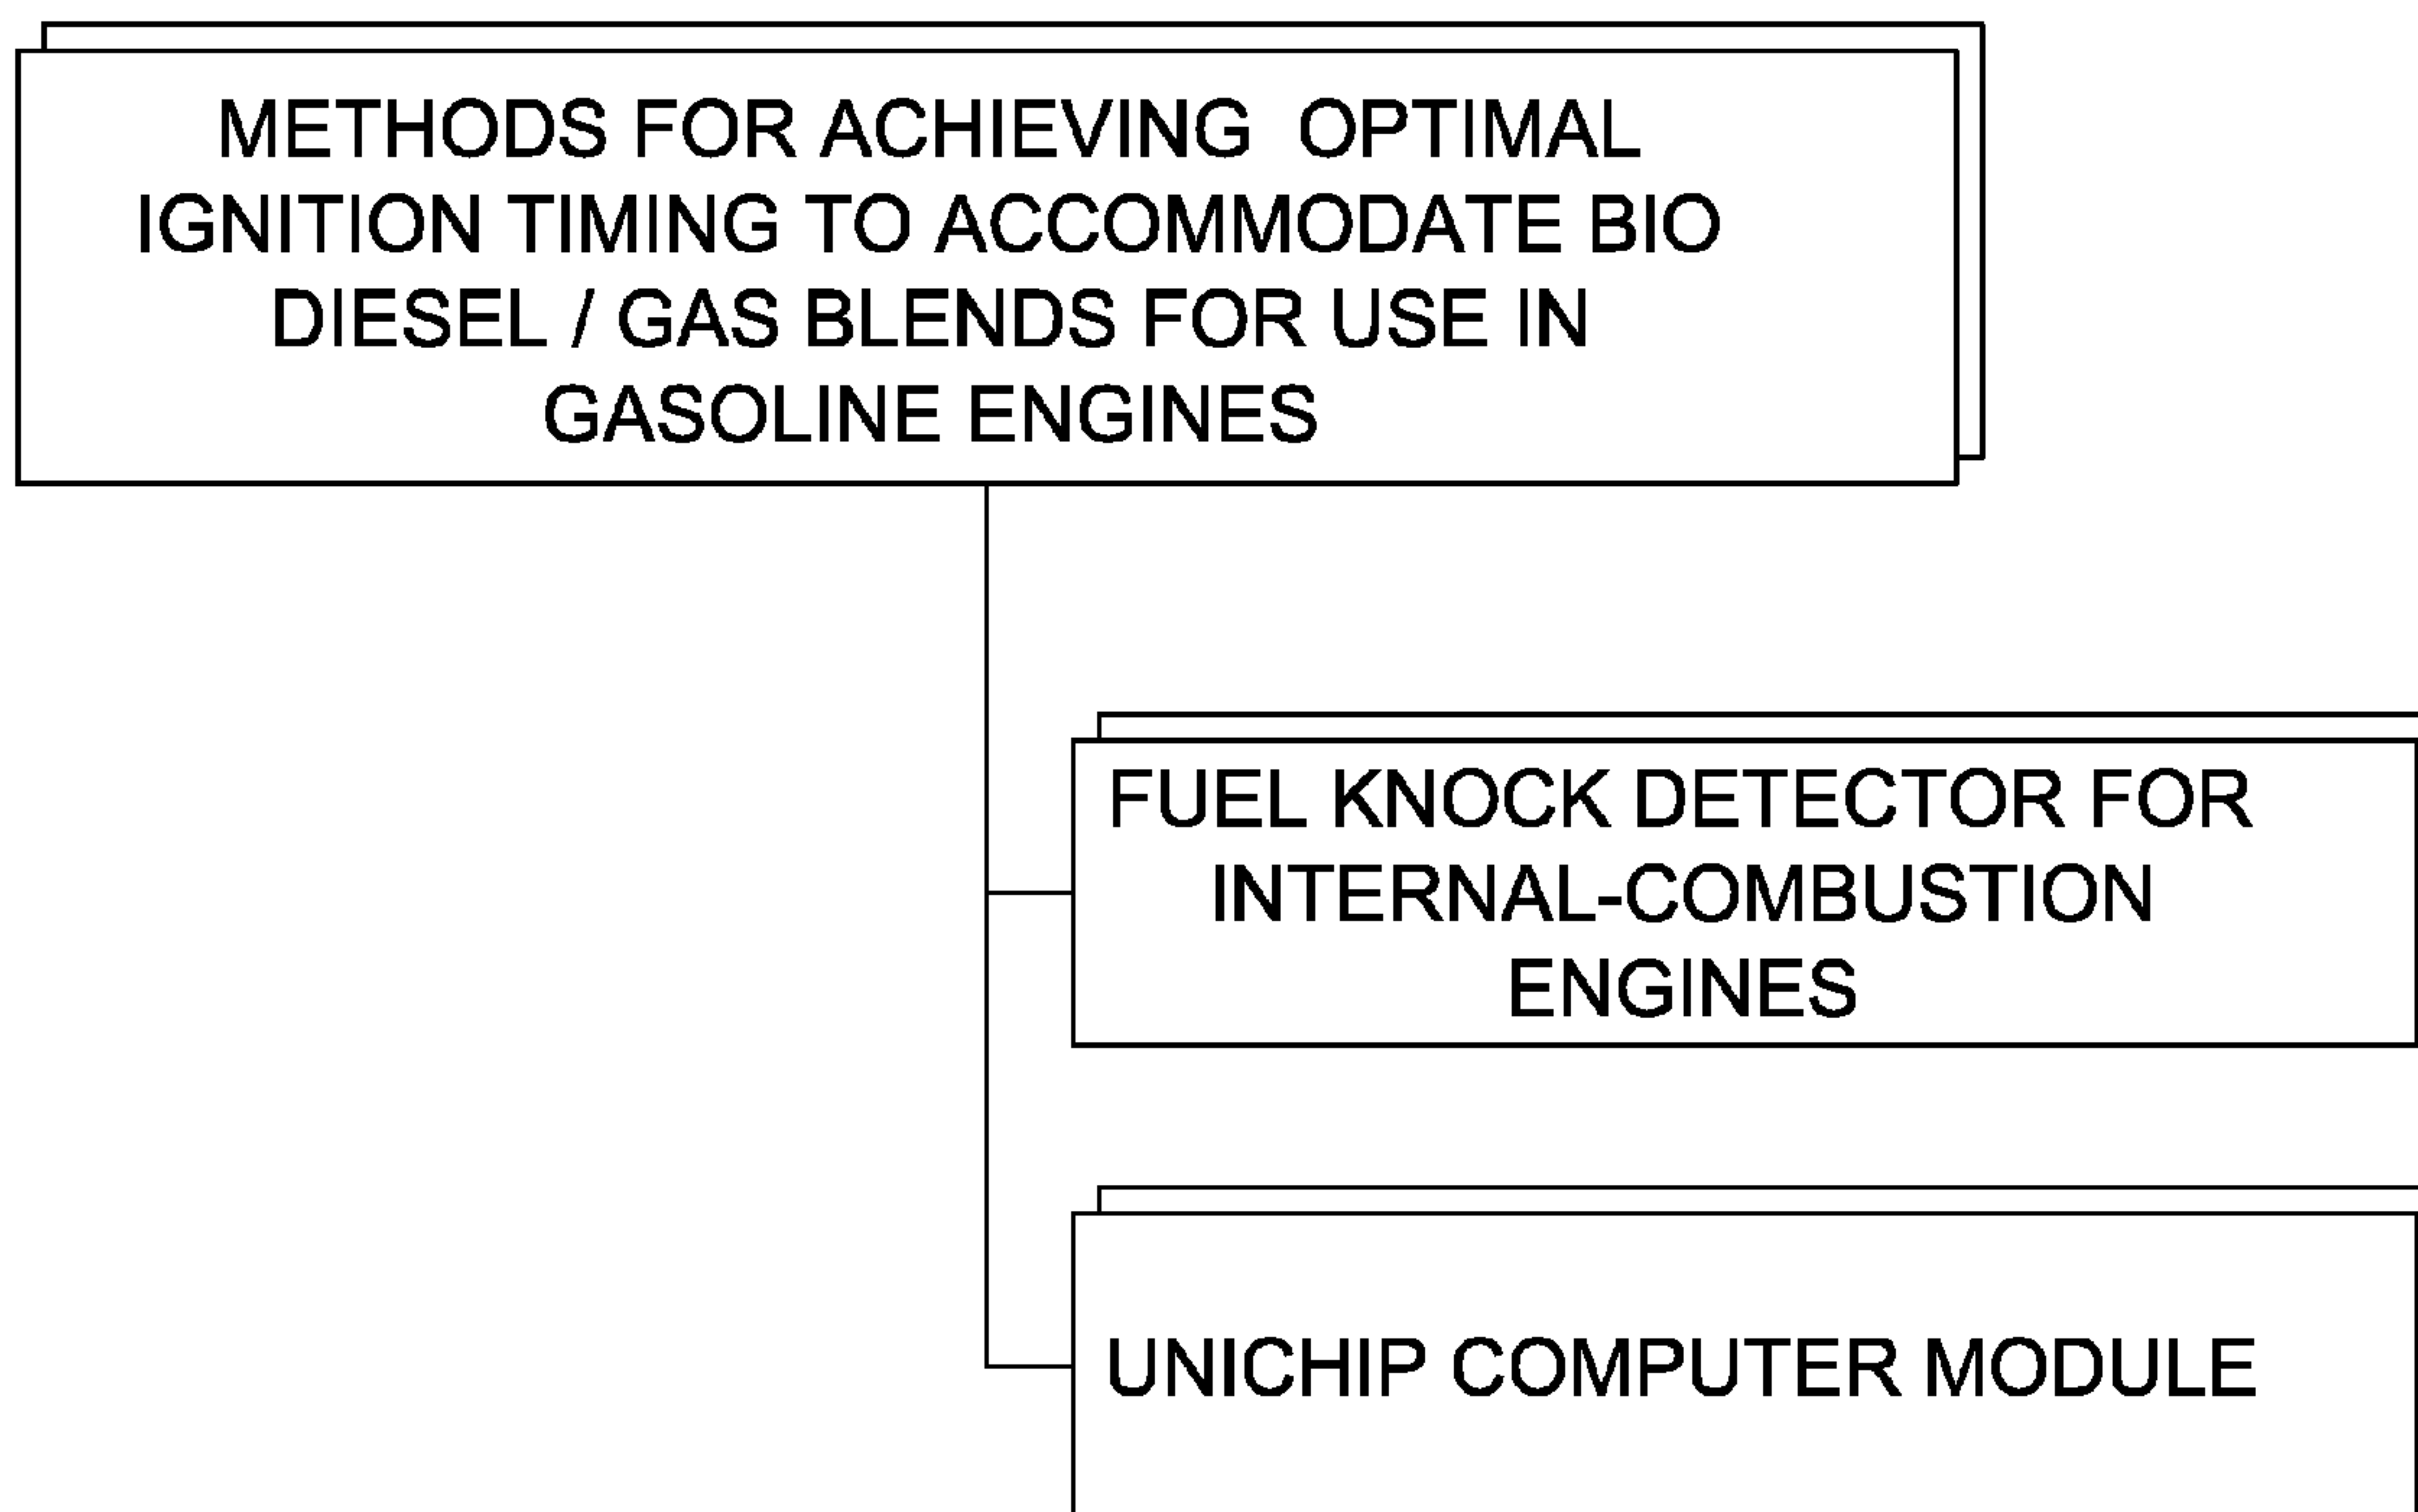 METHODS FOR ACHIEVING OPTIMAL
IGNITION TIMING TO ACCOMMODATE BIO
DIESEL / GAS BLENDS FOR USE IN
GASOLINE ENGINES
FUEL KNOCK DETECTOR FOR
INTERNAL-COMBUSTION
ENGINES
UNICHIP COMPUTER MODULE